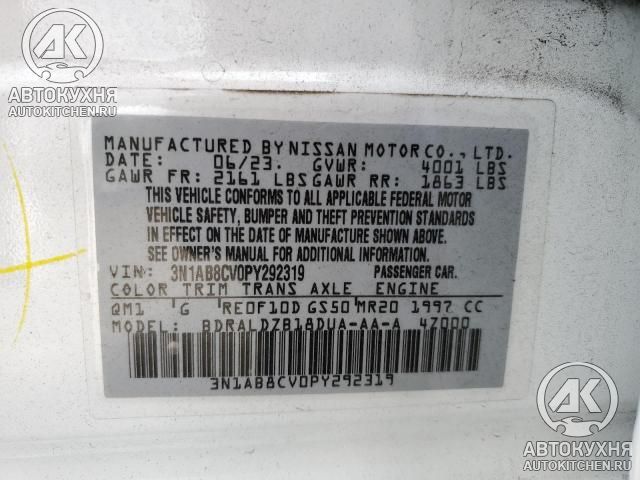 АВТОКУХНЯ
AUTOKITCHEN.RU
АВТОКУХНЯ
AUTOKITCHEN.RU
MANUFACTURED BY NISSAN MOTOR CO., LTD.
DATE: 06/23. GVWR: 4001 LBS
GAWR FR: 2161 LBS GAWR RR: 1863 LBS
THIS VEHICLE CONFORMS TO ALL APPLICABLE FEDERAL MOTOR
VEHICLE SAFETY, BUMPER AND THEFT PREVENTION STANDARDS
IN EFFECT ON THE DATE OF MANUFACTURE SHOWN ABOVE.
SEE OWNER'S MANUAL FOR ADDITIONAL INFORMATION.
VIN: 3N1AB8CV0PY292319 PASSENGER CAR.
COLOR TRIM TRANS AXLE ENGINE
QM1 G RE0F10D GS50 MR20 1997 CC
MODEL: BDRALDZB18DUA-AA-A 4Z000
3N1AB8CV0PY292319
АВТОКУХНЯ
AUTOKITCHEN.RU